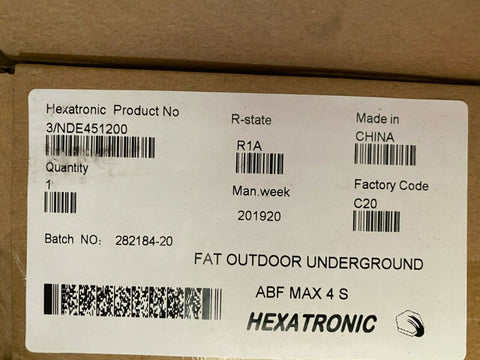 Hexatronic Product No
3/NDE451200
Quantity
1
Batch NO: 282184-20
R-state
R1A
Man.week
201920
Made in
CHINA
Factory Code
C20
FAT OUTDOOR UNDERGROUND
ABF MAX 4 S
HEXATRONIC